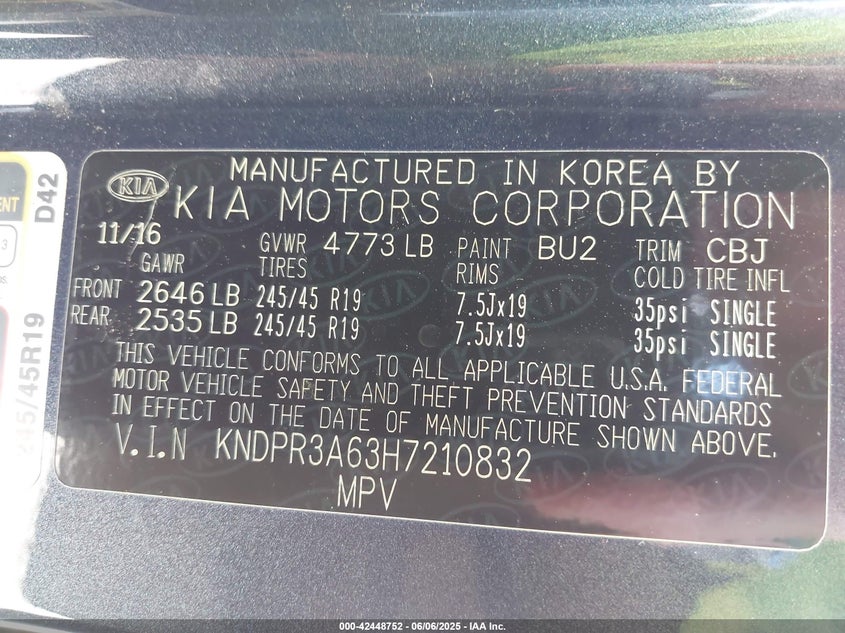 MANUFACTURED IN KOREA BY
KIA KIA MOTORS CORPORATION
11/16 GVWR 4773 LB PAINT BU2 TRIM CBJ
GAWR TIRES RIMS COLD TIRE INFL
FRONT 2646 LB 245/45 R19 7.5Jx19 35psi SINGLE
REAR 2535 LB 245/45 R19 7.5Jx19 35psi SINGLE
THIS VEHICLE CONFORMS TO ALL APPLICABLE U.S.A. FEDERAL
MOTOR VEHICLE SAFETY AND THEFT PREVENTION STANDARDS
IN EFFECT ON THE DATE OF MANUFACTURE SHOWN ABOVE.
V.I.N KNDPR3A63H7210832
MPV
D42
245/45R19
3
000-42448752 - 06/06/2025 - IAA Inc.